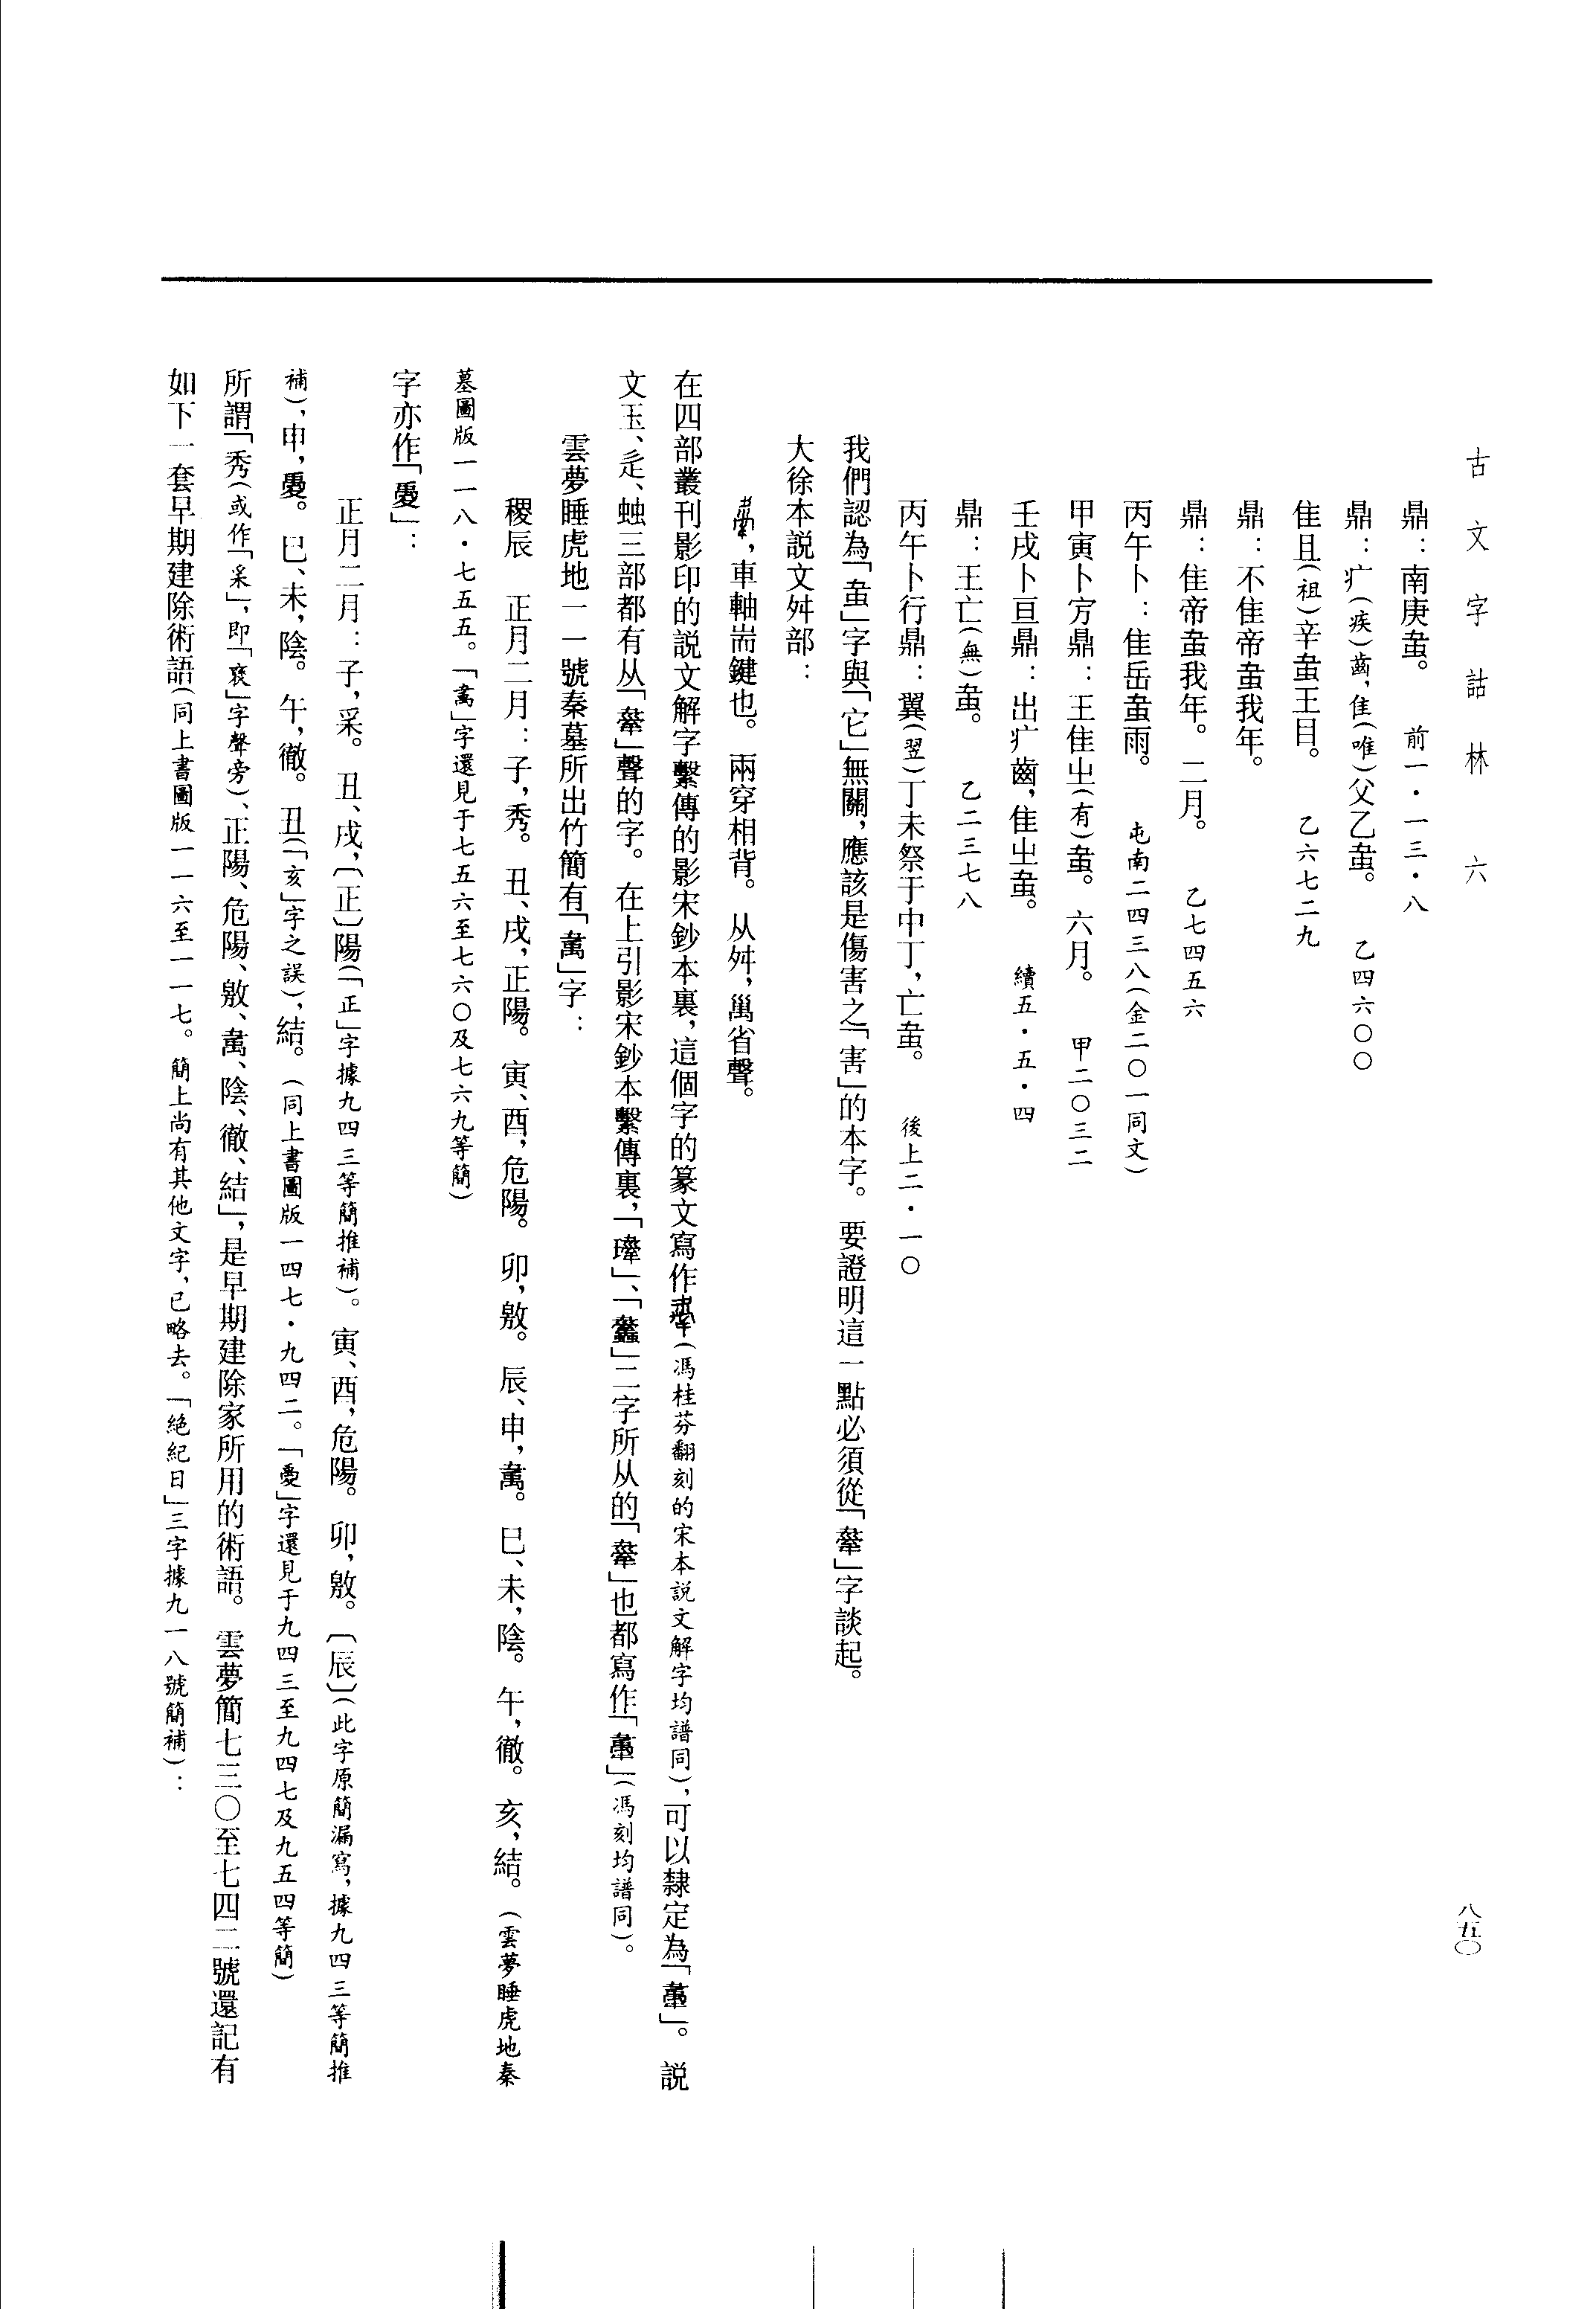 古文字詁林　六
八五〇
鼎：南庚𧉘。　前一・一三・八
鼎：疒（疾）齒，隹（唯）父乙𧉘。　乙四六〇〇
隹且（祖）辛𧉘王目。　乙六七二九
鼎：不隹帝𧉘我年。
鼎：隹帝𧉘我年。二月。　乙七四五六
丙午卜：隹岳𧉘雨。　屯南二四三八（金二〇一同文）
甲寅卜㝑鼎：王隹㞢（有）𧉘。六月。　甲二〇三二
壬戌卜亘鼎：出疒齒，隹㞢𧉘。　續五・五・四
鼎：王亡（無）𧉘。　乙二三七八
丙午卜行鼎：翼（翌）丁未祭于中丁，亡𧉘。　後上二・一〇
我們認為「𧉘」字與「它」無關，應該是傷害之「害」的本字。要證明這一點必須從「舝」字談起。
大徐本説文舛部：
，車軸耑鍵也。兩穿相背。从舛，𥜿省聲。
在四部叢刊影印的説文解字繫傳的影宋鈔本裏，這個字的篆文寫作（馮桂芬翻刻的宋本説文解字均譜同），可以隸定為「」。説
文玉、辵、䖵三部都有从「舝」聲的字。在上引影宋鈔本繫傳裏，「瓘」、「」二字所从的「舝」也都寫作「」（馮刻均譜同）。
雲夢睡虎地一一號秦墓所出竹簡有「」字：
稷辰　正月二月：子，秀。丑、戌，正陽。寅、酉，危陽。卯，敫。辰、申，。巳、未，陰。午，徹。亥，結。（雲夢睡虎地秦
墓圖版一一八・七五五。「」字還見于七五六至七六〇及七六九等簡）
字亦作「」：
正月二月：子，采。丑、戌，〔正〕陽（「正」字據九四三等簡推補）。寅、酉，危陽。卯，敫。〔辰〕（此字原簡漏寫，據九四三等簡推
補），申，。巳、未，陰。午，徹。丑（「亥」字之誤），結。（同上書圖版一四七・九四二。「」字還見于九四三至九四七及九五四等簡）
所謂「秀（或作「采」，即「褎」字聲旁）、正陽、危陽、敫、、陰、徹、結」，是早期建除家所用的術語。雲夢簡七三〇至七四二號還記有
如下一套早期建除術語（同上書圖版一一六至一一七。簡上尚有其他文字，已略去。「絕紀日」三字據九一八號簡補）：